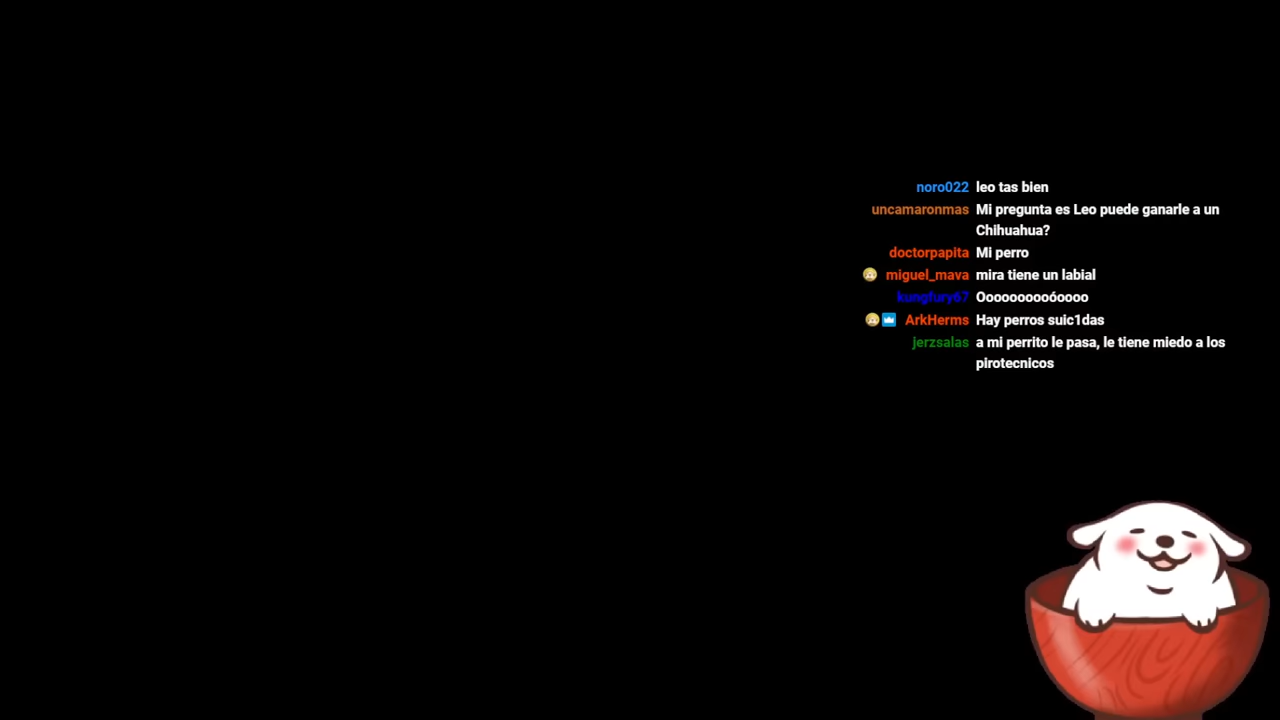 noro022 leo tas bien
uncamaronmas Mi pregunta es Leo puede ganarle a un
Chihuahua?
doctorpapita Mi perro
miguel_mava mira tiene un labial
kungfury67 Oooooooooóoooo
ArkHerms Hay perros suic1das
jerzsalas a mi perrito le pasa, le tiene miedo a los
pirotecnicos